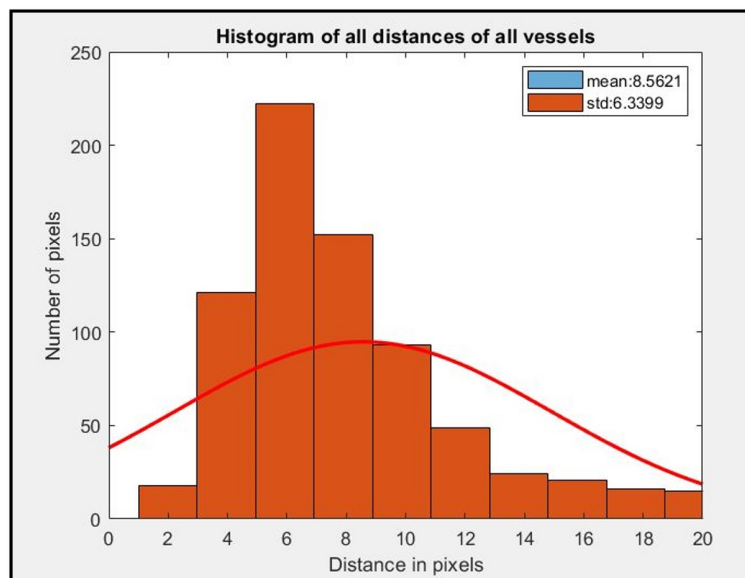 Histogram of all distances of all vessels
mean:8.5621
std:6.3399
250
200
150
100
50
0
Number of pixels
0 2 4 6 8 10 12 14 16 18 20
Distance in pixels